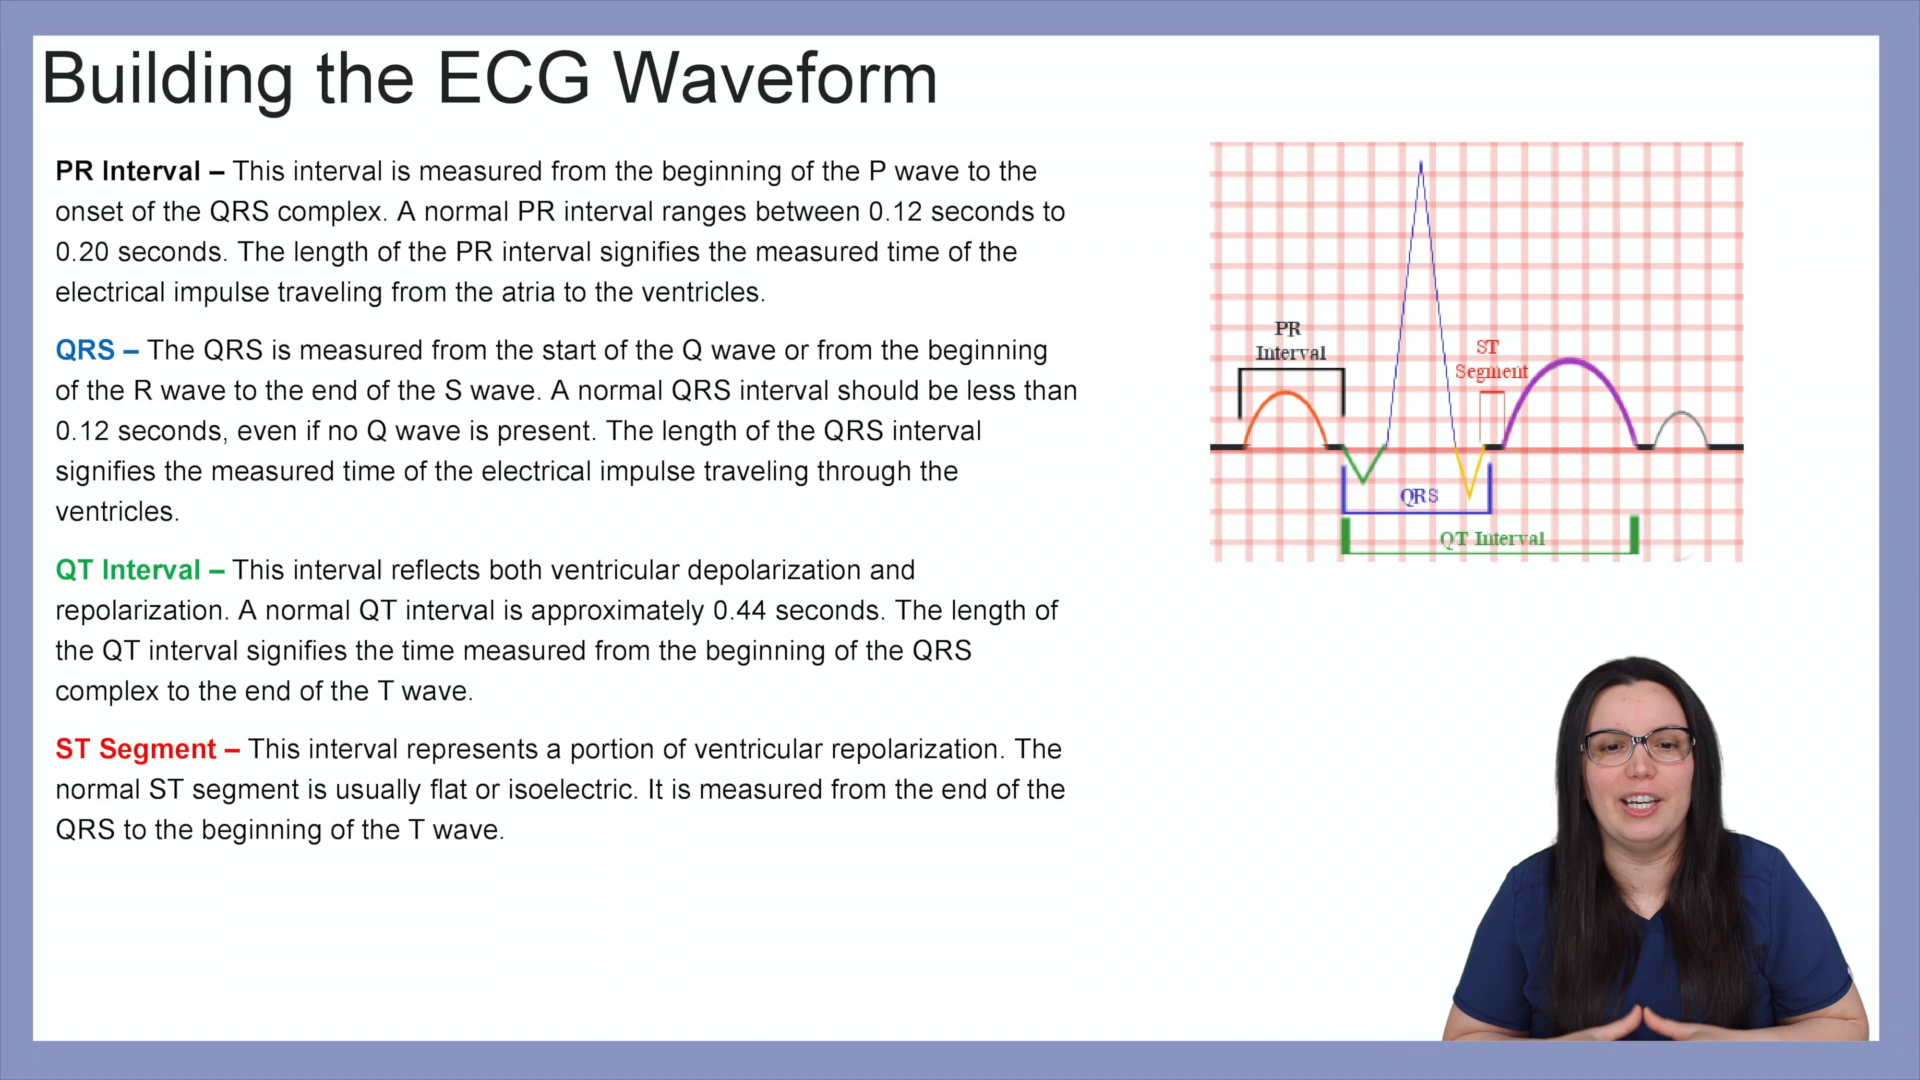 Building the ECG Waveform
PR Interval – This interval is measured from the beginning of the P wave to the
onset of the QRS complex. A normal PR interval ranges between 0.12 seconds to
0.20 seconds. The length of the PR interval signifies the measured time of the
electrical impulse traveling from the atria to the ventricles.
QRS – The QRS is measured from the start of the Q wave or from the beginning
of the R wave to the end of the S wave. A normal QRS interval should be less than
0.12 seconds, even if no Q wave is present. The length of the QRS interval
signifies the measured time of the electrical impulse traveling through the
ventricles.
QT Interval – This interval reflects both ventricular depolarization and
repolarization. A normal QT interval is approximately 0.44 seconds. The length of
the QT interval signifies the time measured from the beginning of the QRS
complex to the end of the T wave.
ST Segment – This interval represents a portion of ventricular repolarization. The
normal ST segment is usually flat or isoelectric. It is measured from the end of the
QRS to the beginning of the T wave.
PR
Interval
ST
Segment
QRS
QT Interval